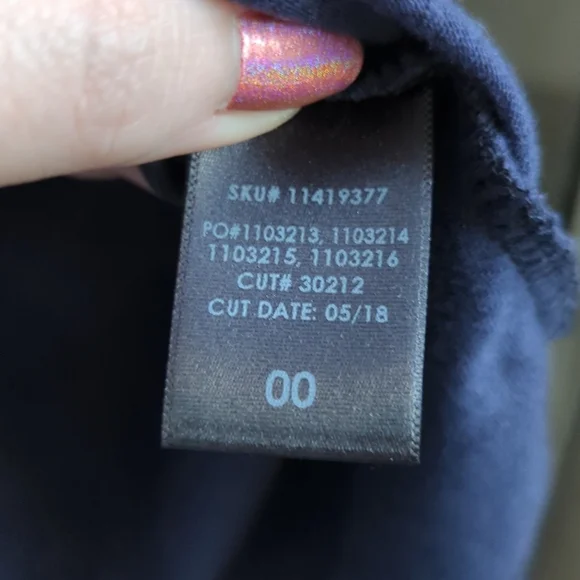 SKU# 11419377
PO#1103213, 1103214
1103215, 1103216
CUT# 30212
CUT DATE: 05/18
00